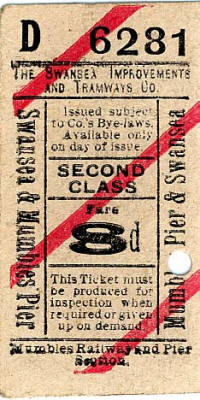 D 6281
THE SWANSEA IMPROVEMENTS
AND TRAMWAYS CO.
Swansea & Mumbles Pier
Issued subject
to Co.'s Bye-laws.
Available only
on day of issue.
SECOND
CLASS
Fare
8d
This Ticket must
be produced for
inspection when
required or given
up on demand.
Mumbles Pier & Swansea
Mumbles Railway and Pier
Section.